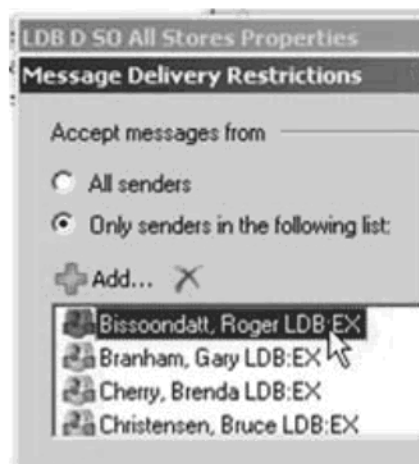 LDB D SO All Stores Properties
Message Delivery Restrictions
Accept messages from
All senders
Only senders in the following list:
Add...
Bissoondatt, Roger LDB:EX
Branham, Gary LDB:EX
Cherry, Brenda LDB:EX
Christensen, Bruce LDB:EX